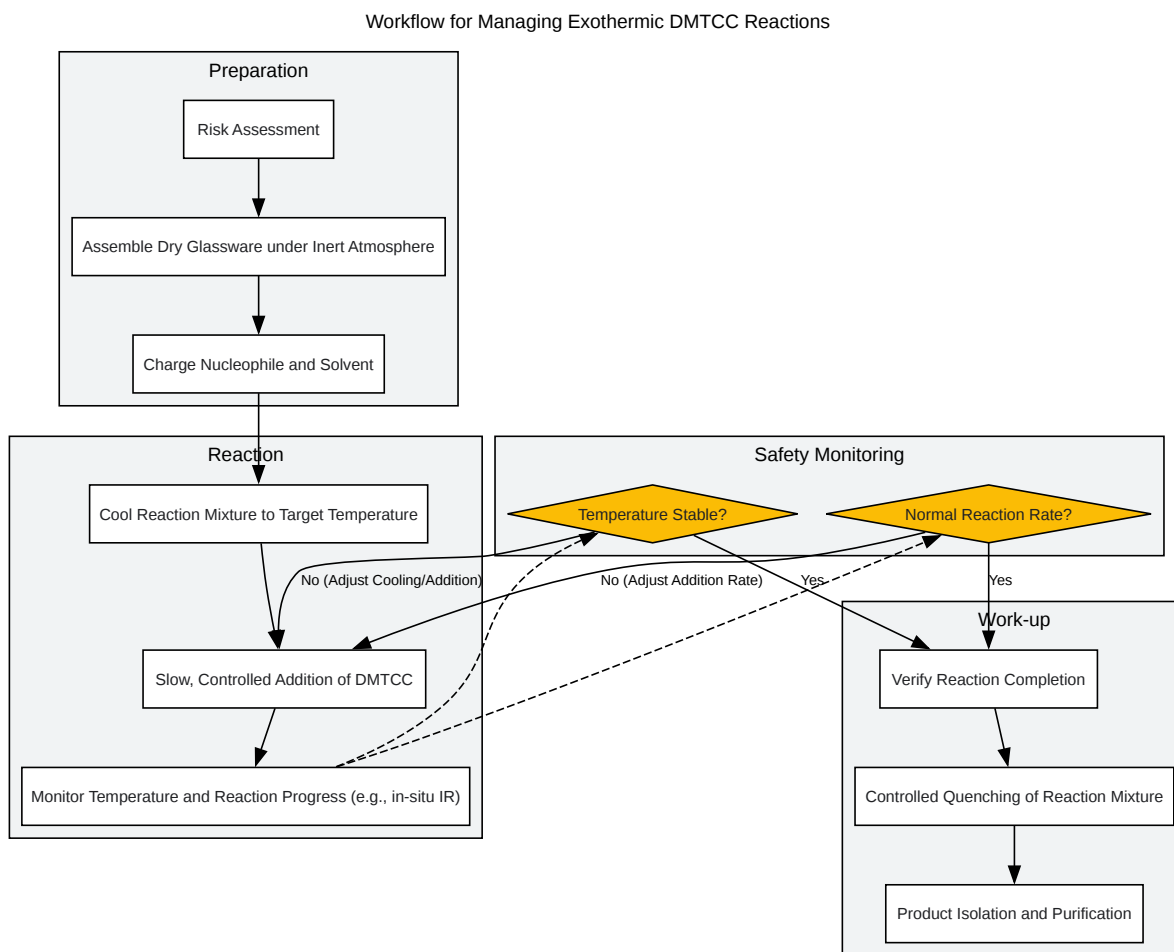 Workflow for Managing Exothermic DMTCC Reactions
Preparation
Risk Assessment
Assemble Dry Glassware under Inert Atmosphere
Charge Nucleophile and Solvent
Reaction
Cool Reaction Mixture to Target Temperature
Safety Monitoring
Temperature Stable?
Normal Reaction Rate?
No (Adjust Cooling/Addition)
No (Adjust Addition Rate)
Yes
Yes
Slow, Controlled Addition of DMTCC
Monitor Temperature and Reaction Progress (e.g., in-situ IR)
Work-up
Verify Reaction Completion
Controlled Quenching of Reaction Mixture
Product Isolation and Purification